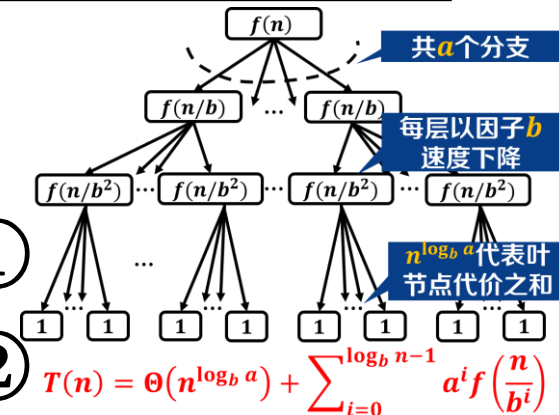 f(n)
共a个分支
f(n/b) ... f(n/b)
每层以因子b
速度下降
f(n/b²) ... f(n/b²) ... f(n/b²) ... f(n/b²)
n^{log_b a}代表叶
节点代价之和
...
... ... ... ...
1 1 1 1 1 1 1 1
2 T(n) = Θ(n^{log_b a}) + ∑_{i=0}^{log_b n−1} a^i f(n/b^i)